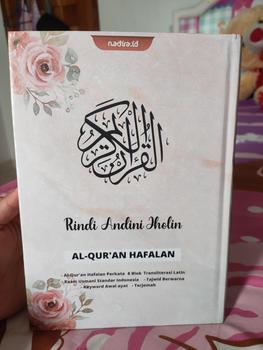 nadira.id
القرآن الكريم
Rindi Andini Iholin
AL-QUR'AN HAFALAN
- Al-Qur'an Hafalan Perkata 8 Blok - Transliterasi Latin
- Rasm Usmani Standar Indonesia - Tajwid Berwarna
- Keyword Awal ayat - Terjemah